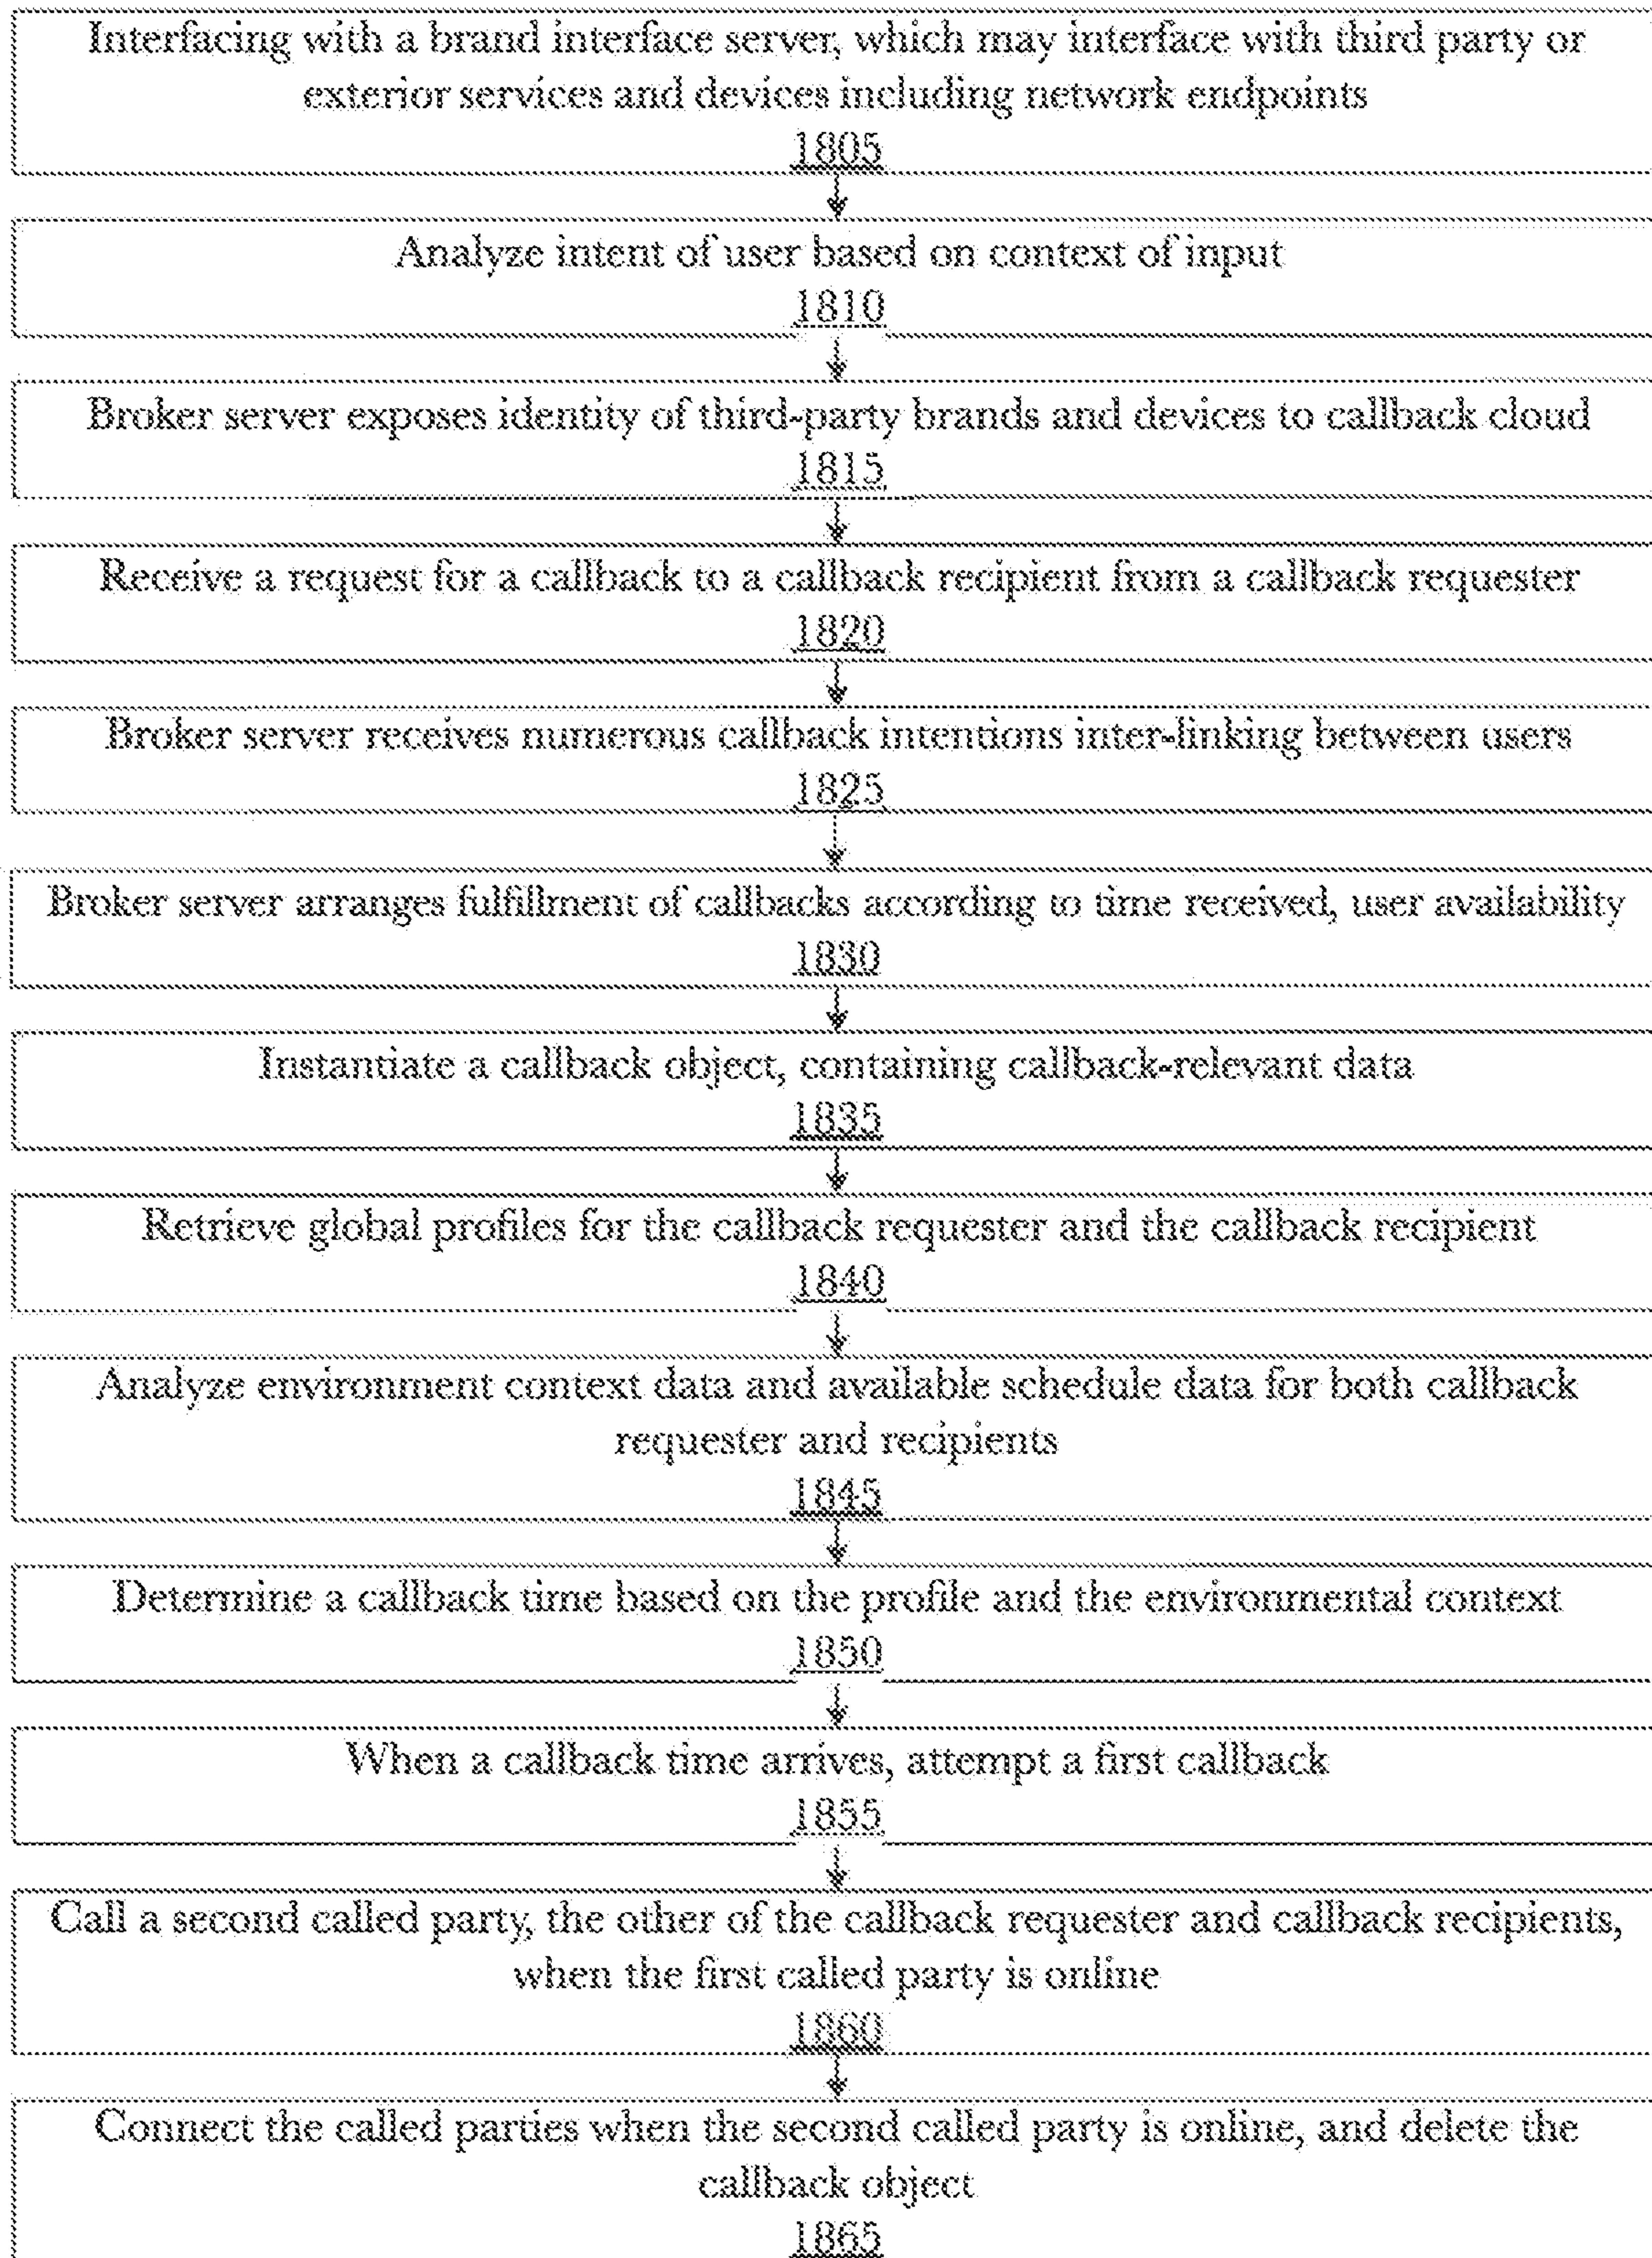 Interfacing with a brand interface server, which may interface with third party or
exterior services and devices including network endpoints
1805
Analyze intent of user based on context of input
1810
Broker server exposes identity of third-party brands and devices to callback cloud
1815
Receive a request for a callback to a callback recipient from a callback requester
1820
Broker server receives numerous callback intentions inter-linking between users
1825
Broker server arranges fulfillment of callbacks according to time received, user availability
1830
Instantiate a callback object, containing callback-relevant data
1835
Retrieve global profiles for the callback requester and the callback recipient
1840
Analyze environment context data and available schedule data for both callback
requester and recipients
1845
Determine a callback time based on the profile and the environmental context
1850
When a callback time arrives, attempt a first callback
1855
Call a second called party, the other of the callback requester and callback recipients,
when the first called party is online
1860
Connect the called parties when the second called party is online, and delete the
callback object
1865